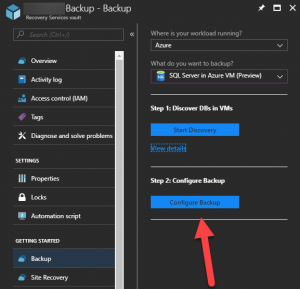 Backup - Backup
Recovery Services vault
Search (Ctrl+/)
«
Overview
Activity log
Access control (IAM)
Tags
Diagnose and solve problems
SETTINGS
Properties
Locks
Automation script
GETTING STARTED
Backup
Site Recovery
Where is your workload running?
Azure
What do you want to backup?
SQL Server in Azure VM (Preview)
Step 1: Discover DBs in VMs
Start Discovery
View details
Step 2: Configure Backup
Configure Backup